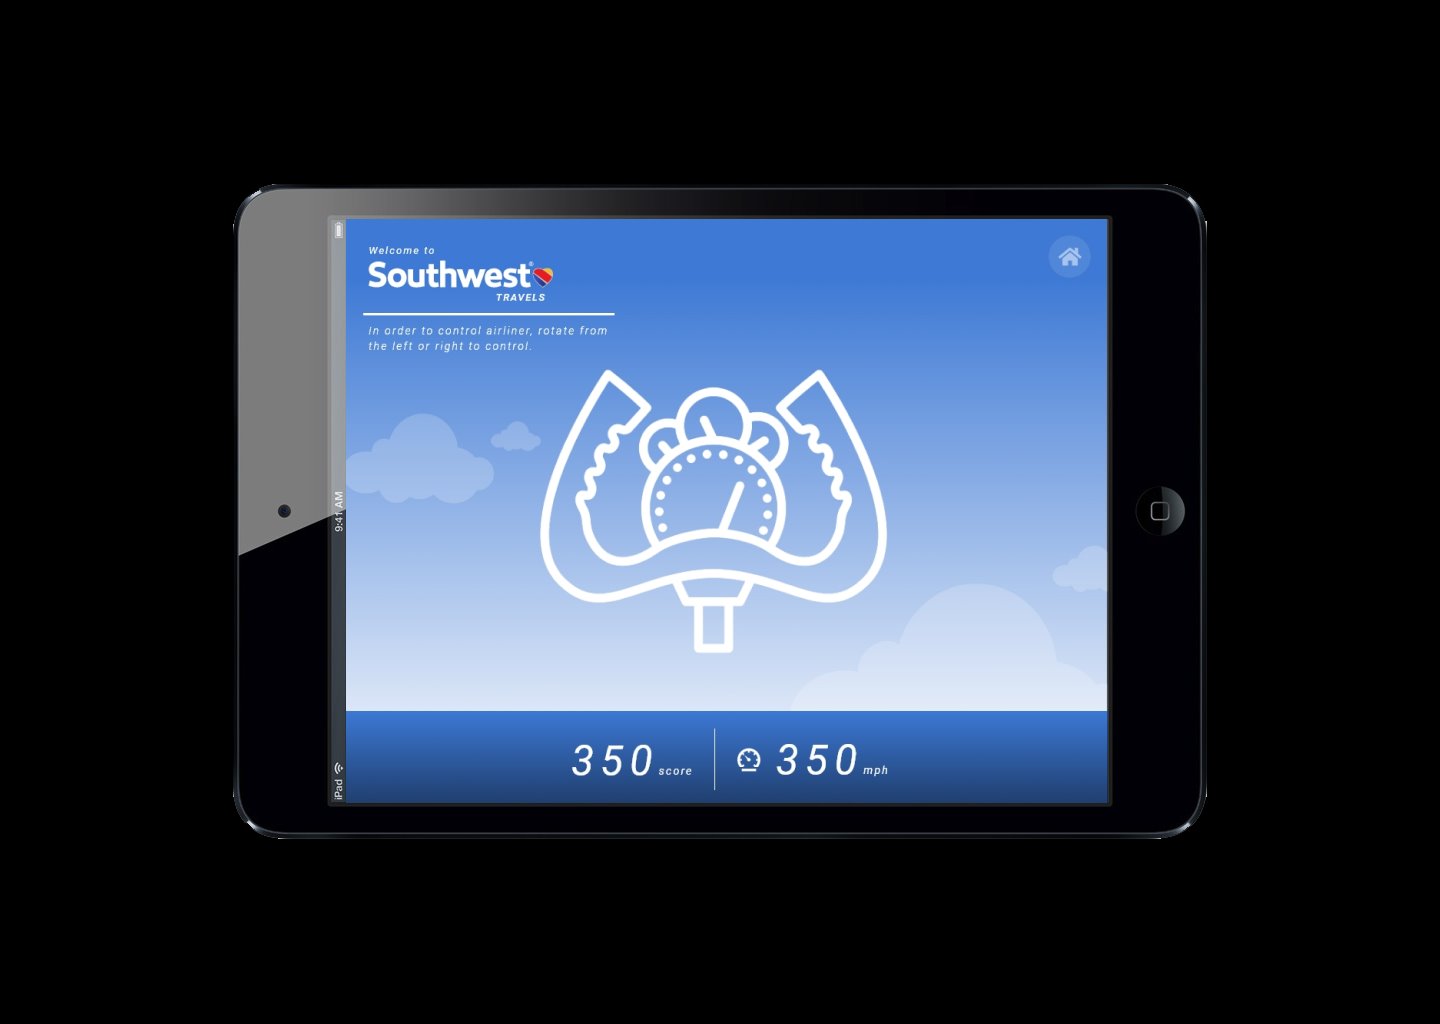 Welcome to
Southwest®
TRAVELS
In order to control airliner, rotate from
the left or right to control.
9:41 AM
iPad
350 score
350 mph